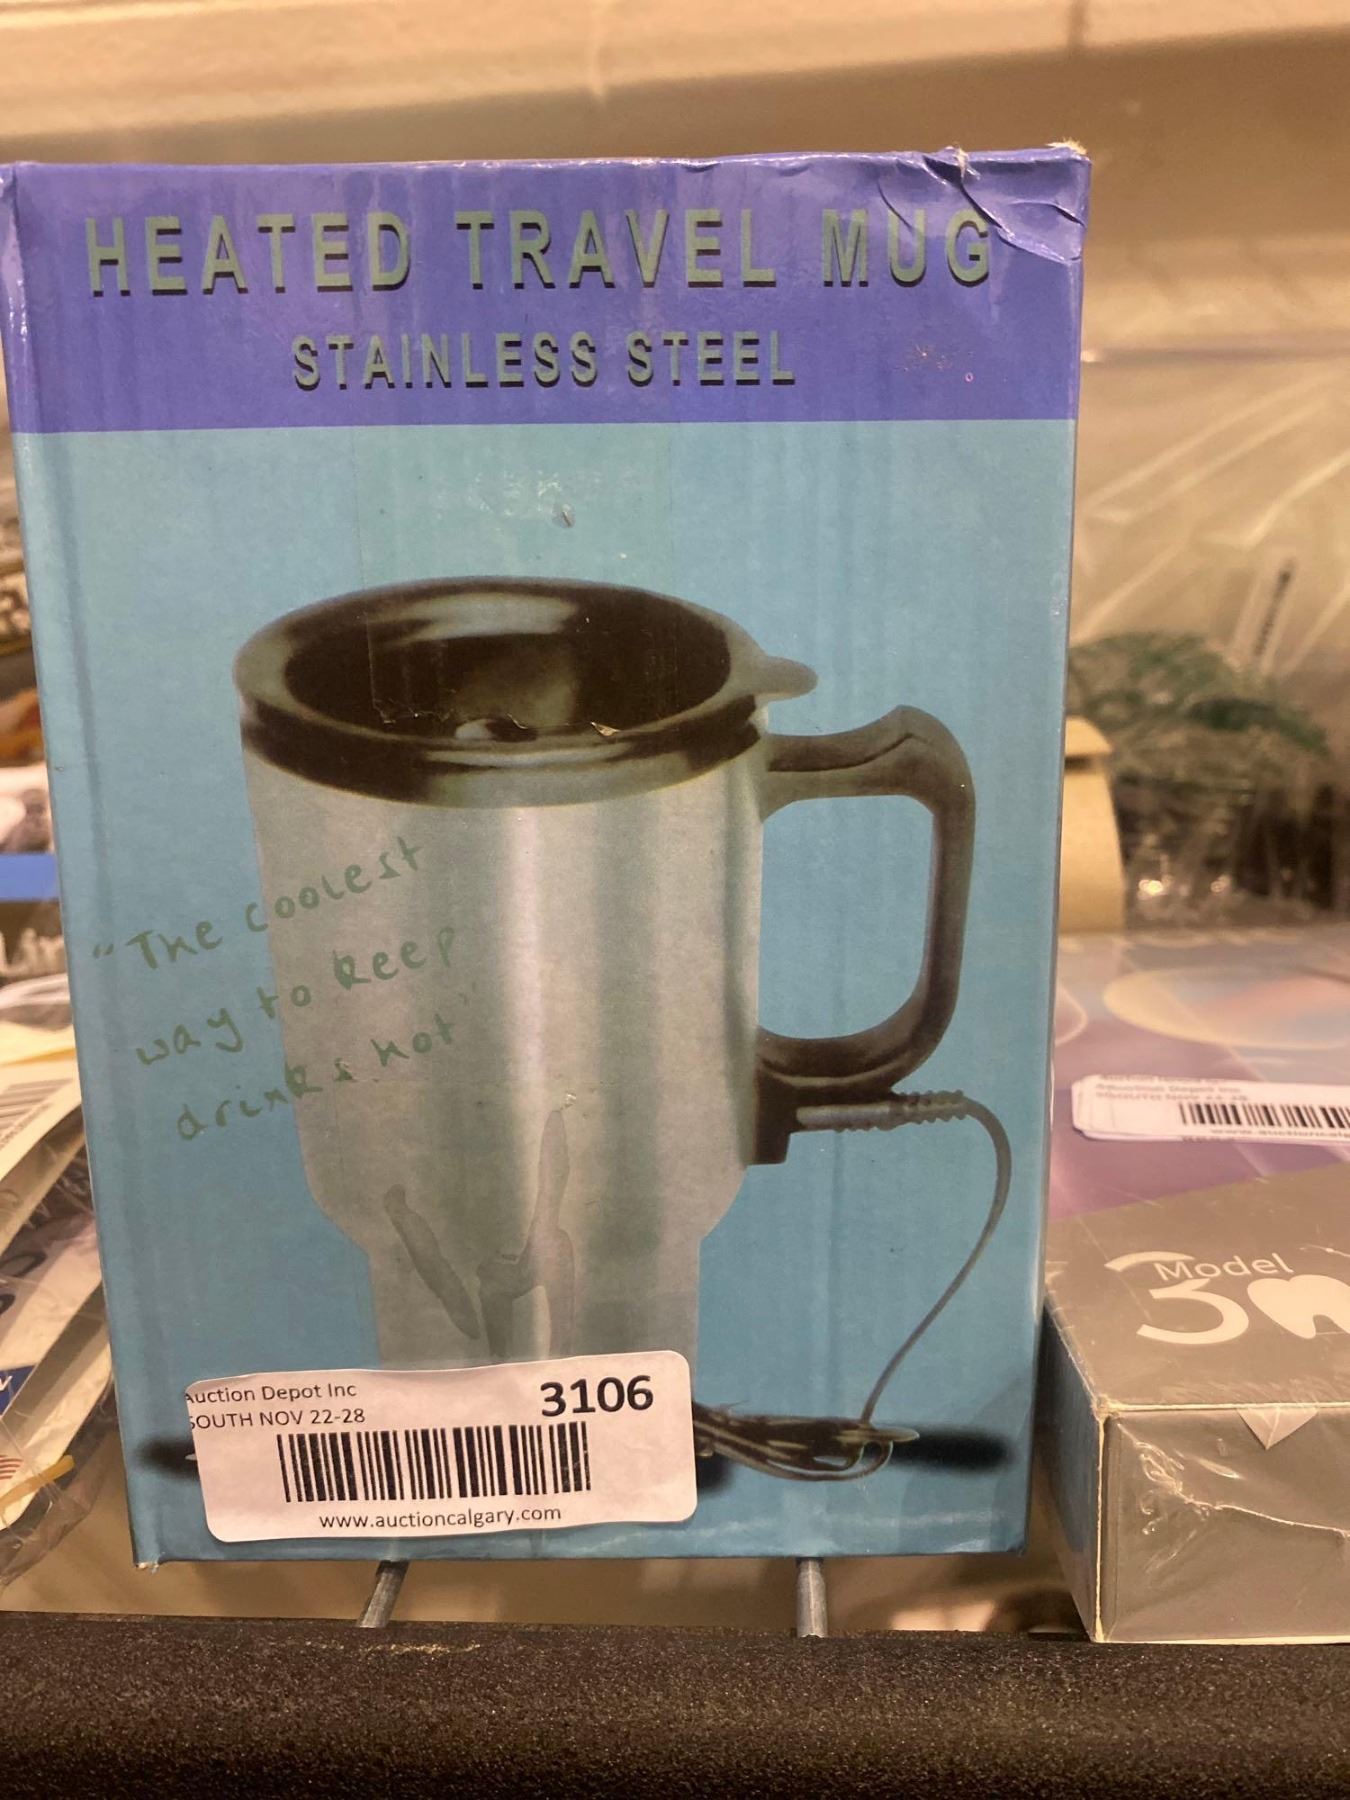 HEATED TRAVEL MUG
STAINLESS STEEL
"The coolest
way to keep
drinks hot"
Auction Depot Inc
SOUTH NOV 22-28
3106
www.auctioncalgary.com
Model
3